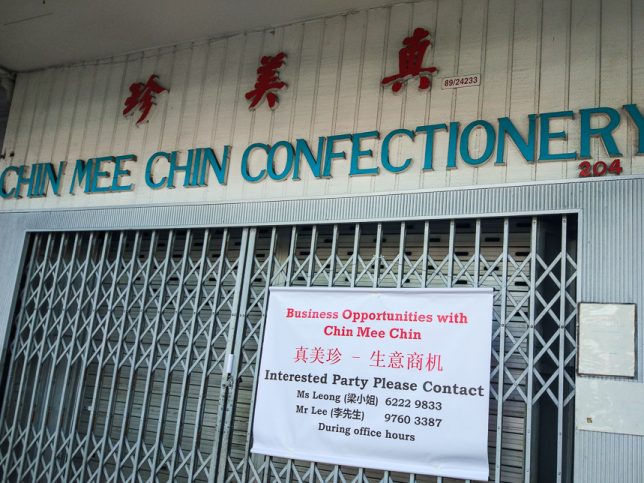 真美珍
89/24233
CHIN MEE CHIN CONFECTIONERY
204
Business Opportunities with
Chin Mee Chin
真美珍 - 生意商机
Interested Party Please Contact
Ms Leong (梁小姐) 6222 9833
Mr Lee (李先生) 9760 3387
During office hours